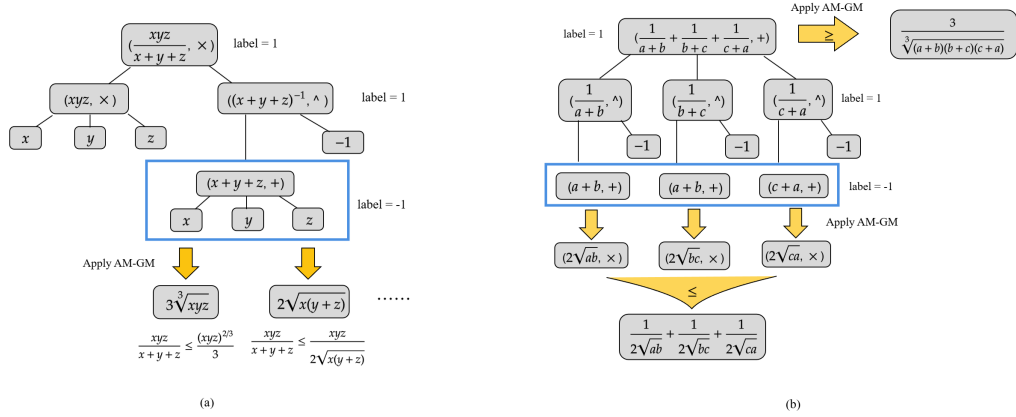 (xyz/(x+y+z), ×)
label = 1
(xyz, ×)
((x+y+z)⁻¹, ^)
label = 1
x
y
z
−1
(x+y+z, +)
label = -1
x
y
z
Apply AM-GM
3∛(xyz)
2√(x(y+z))
......
xyz/(x+y+z) ≤ (xyz)^(2/3)/3
xyz/(x+y+z) ≤ xyz/(2√(x(y+z)))
(a)
label = 1
(1/(a+b) + 1/(b+c) + 1/(c+a), +)
Apply AM-GM
≥
3/∛((a+b)(b+c)(c+a))
(1/(a+b), ^)
(1/(b+c), ^)
(1/(c+a), ^)
label = 1
−1
−1
−1
(a+b, +)
(a+b, +)
(c+a, +)
label = -1
Apply AM-GM
(2√(ab), ×)
(2√(bc), ×)
(2√(ca), ×)
≤
1/(2√(ab)) + 1/(2√(bc)) + 1/(2√(ca))
(b)